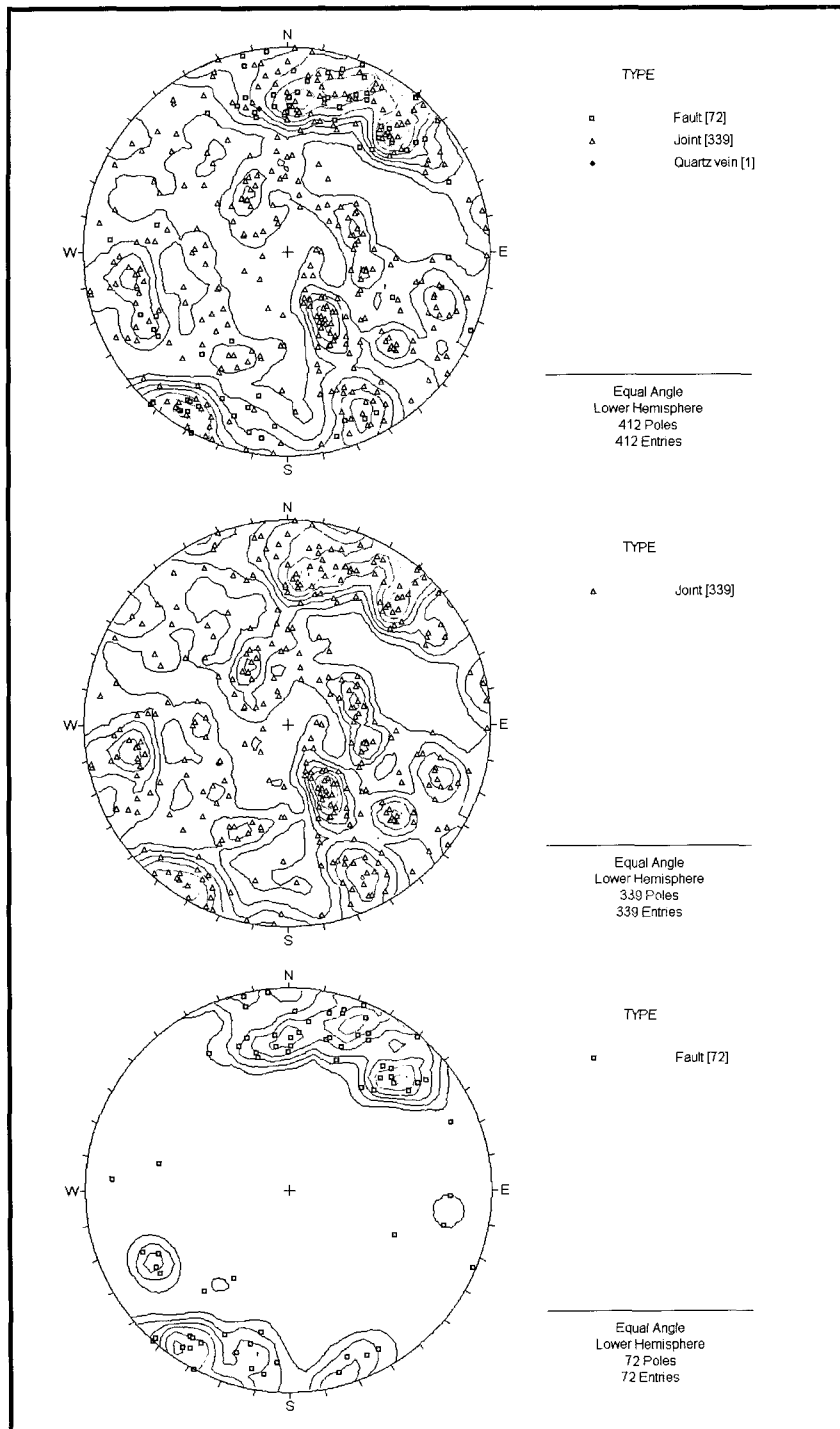 N
W
E
S
TYPE
Fault [72]
Joint [339]
Quartz vein [1]
Equal Angle
Lower Hemisphere
412 Poles
412 Entries
N
W
E
S
TYPE
Joint [339]
Equal Angle
Lower Hemisphere
339 Poles
339 Entries
N
W
E
S
TYPE
Fault [72]
Equal Angle
Lower Hemisphere
72 Poles
72 Entries